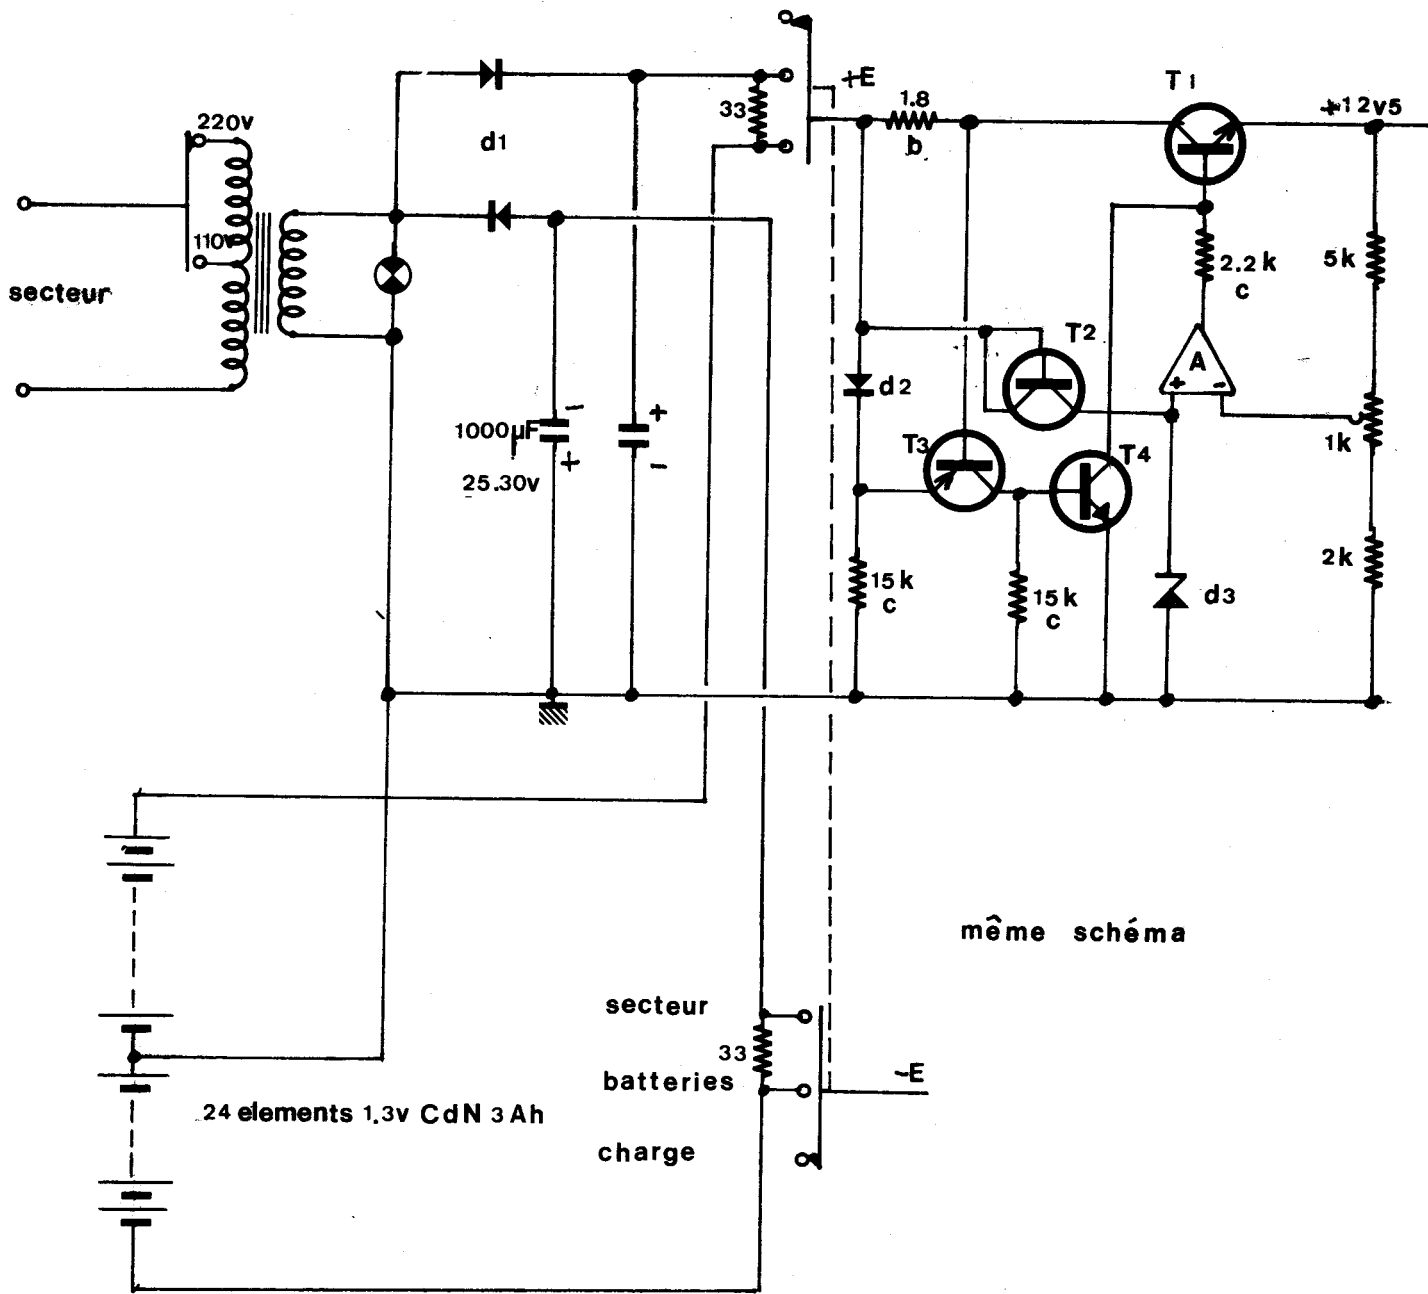 +E
T1
+12v5
33
1.8
b
220v
d1
110v
secteur
2.2k
c
5k
T2
A
+ -
d2
1000µF
-
+
25.30v
+
-
T3
T4
1k
15k
c
15k
c
d3
2k
même schéma
secteur
33
batteries
-E
24 elements 1,3v CdN 3Ah
charge